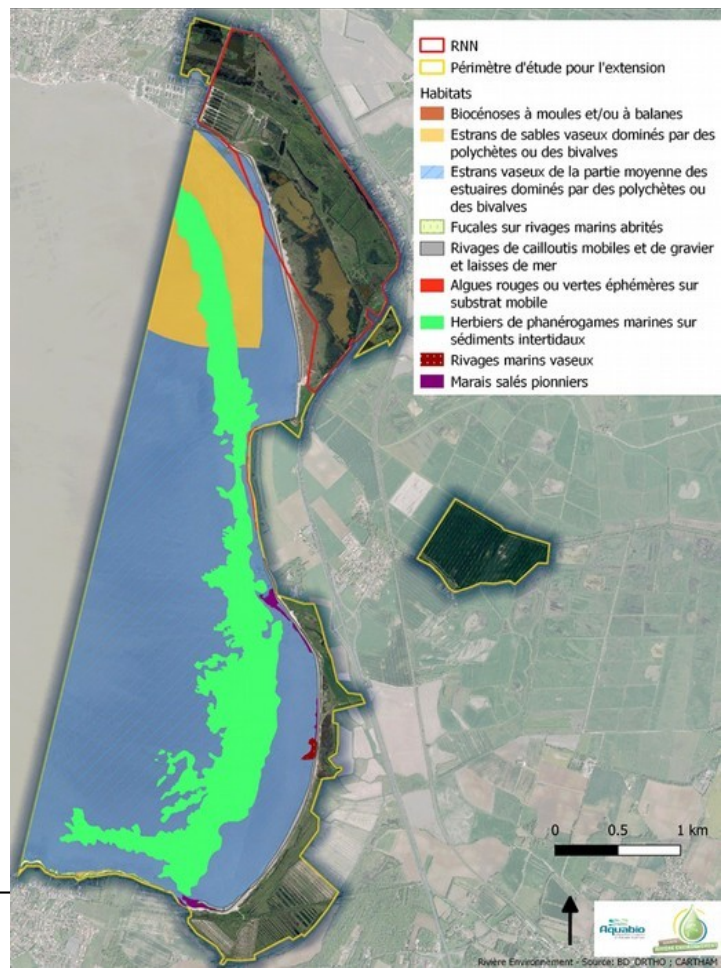 RNN
Périmètre d'étude pour l'extension
Habitats
Biocénoses à moules et/ou à balanes
Estrans de sables vaseux dominés par des
polychètes ou des bivalves
Estrans vaseux de la partie moyenne des
estuaires dominés par des polychètes ou
des bivalves
Fucales sur rivages marins abrités
Rivages de cailloutis mobiles et de gravier
et laisses de mer
Algues rouges ou vertes éphémères sur
substrat mobile
Herbiers de phanérogames marines sur
sédiments intertidaux
Rivages marins vaseux
Marais salés pionniers
0 0.5 1 km
Aquabio
RIVIÈRE ENVIRONNEMENT
Rivière Environnement - Source: BD_ORTHO ; CARTHAM